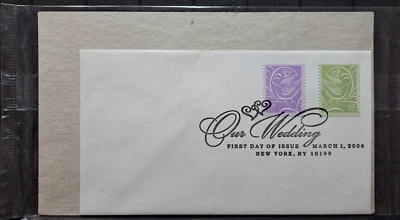 Our Wedding
FIRST DAY OF ISSUE MARCH 1, 2006
NEW YORK, NY 10199